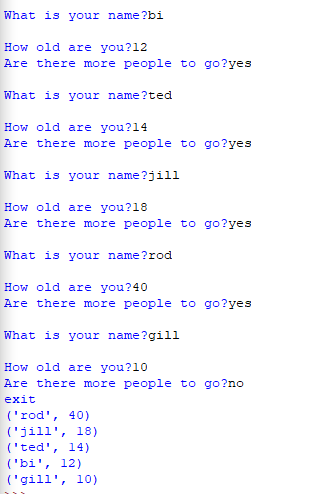 What is your name?bi
How old are you?12
Are there more people to go?yes
What is your name?ted
How old are you?14
Are there more people to go?yes
What is your name?jill
How old are you?18
Are there more people to go?yes
What is your name?rod
How old are you?40
Are there more people to go?yes
What is your name?gill
How old are you?10
Are there more people to go?no
exit
('rod', 40)
('jill', 18)
('ted', 14)
('bi', 12)
('gill', 10)
>>>